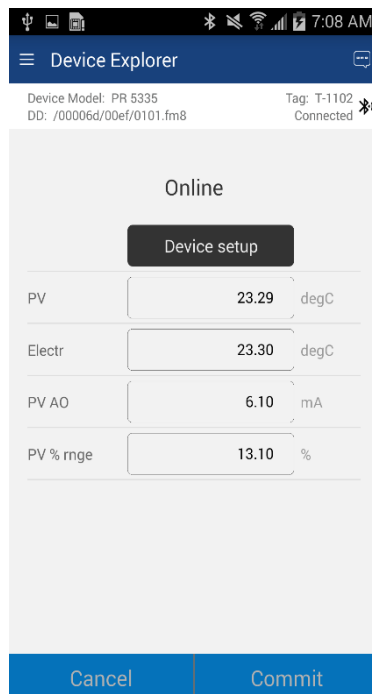 7:08 AM
Device Explorer
Device Model: PR 5335
Tag: T-1102
DD: /00006d/00ef/0101.fm8
Connected
Online
Device setup
PV 23.29 degC
Electr 23.30 degC
PV AO 6.10 mA
PV % rnge 13.10 %
Cancel Commit